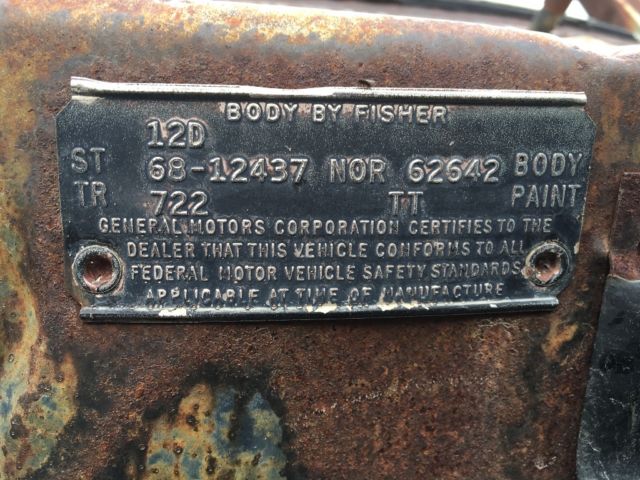 BODY BY FISHER
12D
ST 68-12437 NOR 62642 BODY
TR 722 TT PAINT
GENERAL MOTORS CORPORATION CERTIFIES TO THE
DEALER THAT THIS VEHICLE CONFORMS TO ALL
FEDERAL MOTOR VEHICLE SAFETY STANDARDS
APPLICABLE AT TIME OF MANUFACTURE